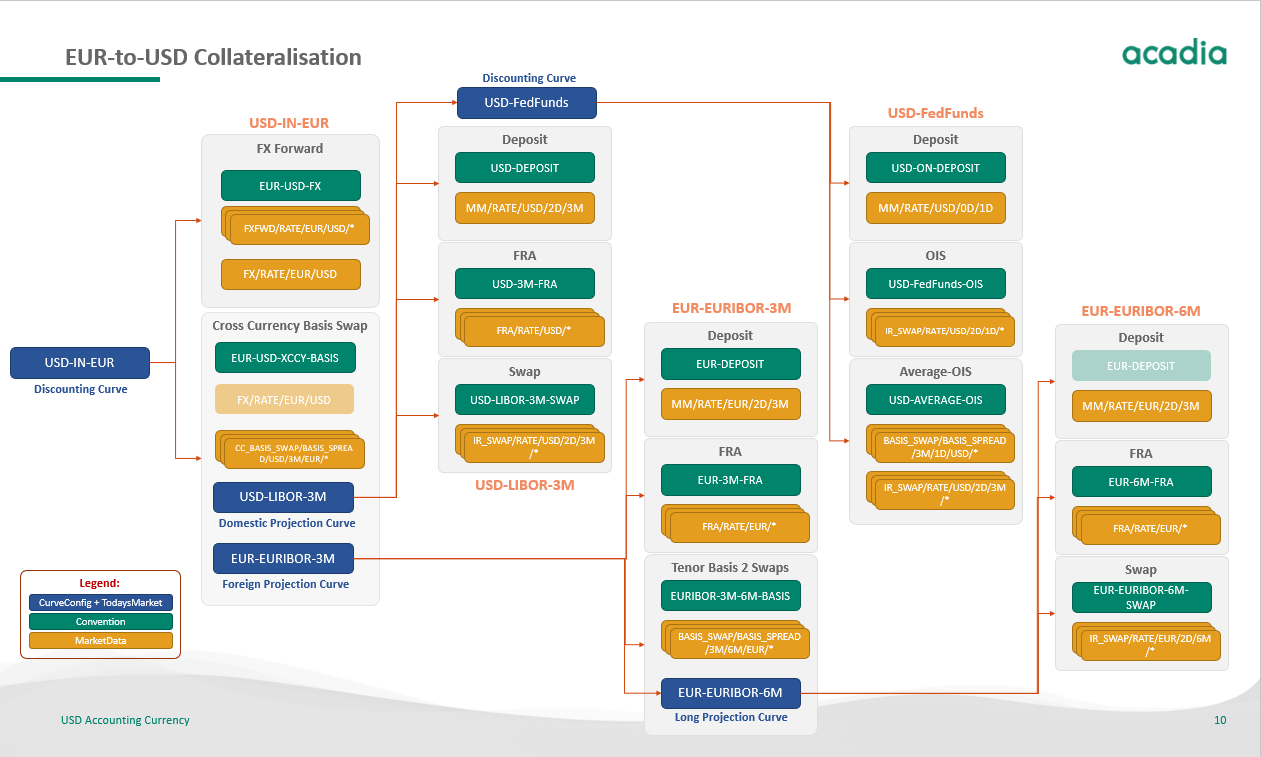 EUR-to-USD Collateralisation
acadia
Discounting Curve
USD-FedFunds
USD-IN-EUR
FX Forward
EUR-USD-FX
FXFWD/RATE/EUR/USD/*
FX/RATE/EUR/USD
Cross Currency Basis Swap
EUR-USD-XCCY-BASIS
FX/RATE/EUR/USD
CC_BASIS_SWAP/BASIS_SPREA
D/USD/3M/EUR/*
USD-LIBOR-3M
Domestic Projection Curve
EUR-EURIBOR-3M
Foreign Projection Curve
USD-IN-EUR
Discounting Curve
Deposit
USD-DEPOSIT
MM/RATE/USD/2D/3M
FRA
USD-3M-FRA
FRA/RATE/USD/*
Swap
USD-LIBOR-3M-SWAP
IR_SWAP/RATE/USD/2D/3M
/*
USD-LIBOR-3M
EUR-EURIBOR-3M
Deposit
EUR-DEPOSIT
MM/RATE/EUR/2D/3M
FRA
EUR-3M-FRA
FRA/RATE/EUR/*
Tenor Basis 2 Swaps
EURIBOR-3M-6M-BASIS
BASIS_SWAP/BASIS_SPREAD
/3M/6M/EUR/*
EUR-EURIBOR-6M
Long Projection Curve
USD-FedFunds
Deposit
USD-ON-DEPOSIT
MM/RATE/USD/0D/1D
OIS
USD-FedFunds-OIS
IR_SWAP/RATE/USD/2D/1D/*
Average-OIS
USD-AVERAGE-OIS
BASIS_SWAP/BASIS_SPREAD
/3M/1D/USD/*
IR_SWAP/RATE/USD/2D/3M
/*
EUR-EURIBOR-6M
Deposit
EUR-DEPOSIT
MM/RATE/EUR/2D/3M
FRA
EUR-6M-FRA
FRA/RATE/EUR/*
Swap
EUR-EURIBOR-6M-
SWAP
IR_SWAP/RATE/EUR/2D/6M
/*
Legend:
CurveConfig + TodaysMarket
Convention
MarketData
USD Accounting Currency
10